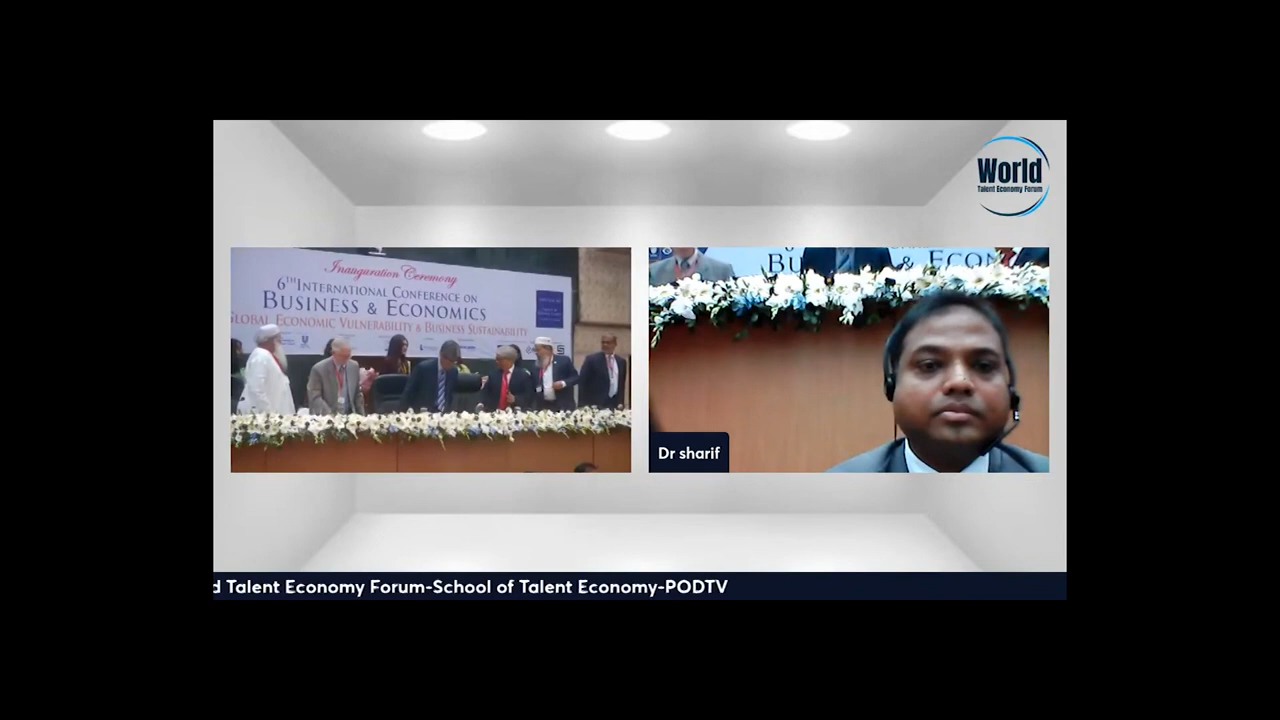 World
Talent Economy Forum
Inauguration Ceremony
6TH INTERNATIONAL CONFERENCE ON
BUSINESS & ECONOMICS
GLOBAL ECONOMIC VULNERABILITY & BUSINESS SUSTAINABILITY
BU & ECON
Dr sharif
d Talent Economy Forum-School of Talent Economy-PODTV